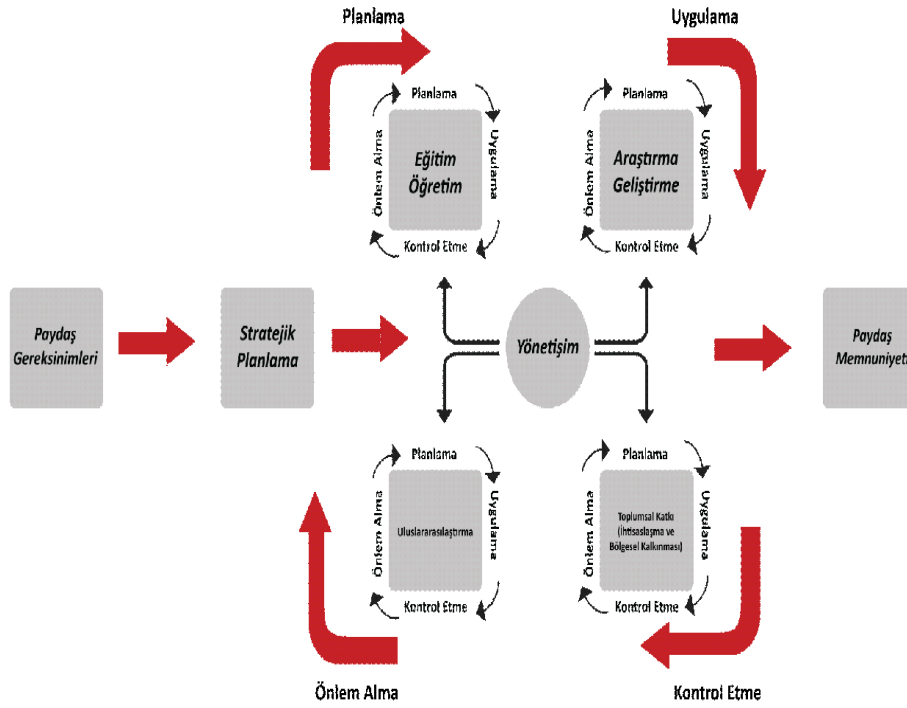 Planlama
Uygulama
Planlama
Önlem Alma
Eğitim
Öğretim
Uygulama
Kontrol Etme
Planlama
Önlem Alma
Araştırma
Geliştirme
Uygulama
Kontrol Etme
Paydaş
Gereksinimleri
Stratejik
Planlama
Yönetişim
Paydaş
Memnuniyeti
Planlama
Önlem Alma
Uluslararasılaştırma
Uygulama
Kontrol Etme
Planlama
Önlem Alma
Toplumsal Katkı
(İhtisaslaşma ve
Bölgesel Kalkınması)
Uygulama
Kontrol Etme
Önlem Alma
Kontrol Etme